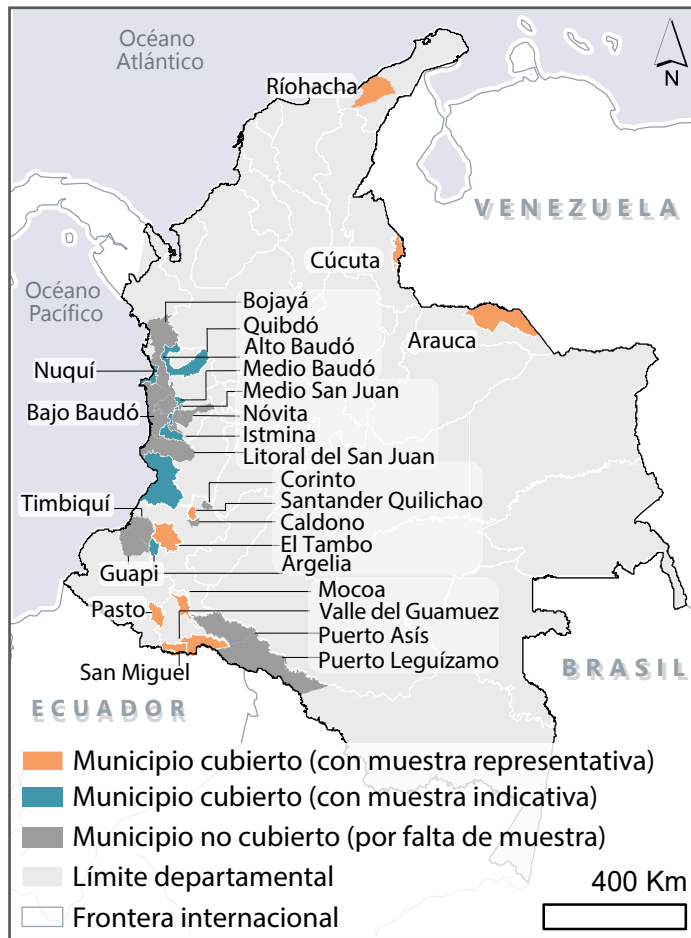 Océano
Atlántico
Ríohacha
N
VENEZUELA
Cúcuta
Océano
Pacífico
Arauca
Bojayá
Quibdó
Alto Baudó
Nuquí
Medio Baudó
Medio San Juan
Bajo Baudó
Nóvita
Istmina
Litoral del San Juan
Corinto
Timbiquí
Santander Quilichao
Caldono
El Tambo
Argelia
Guapi
Mocoa
Pasto
Valle del Guamuez
Puerto Asís
Puerto Leguízamo
San Miguel
BRASIL
ECUADOR
Municipio cubierto (con muestra representativa)
Municipio cubierto (con muestra indicativa)
Municipio no cubierto (por falta de muestra)
Límite departamental
400 Km
Frontera internacional